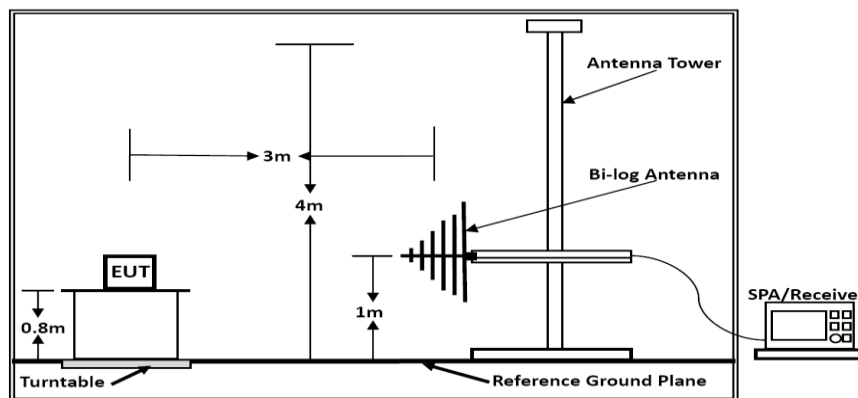 Antenna Tower
3m
Bi-log Antenna
4m
EUT
SPA/Receive
0.8m
1m
Turntable
Reference Ground Plane